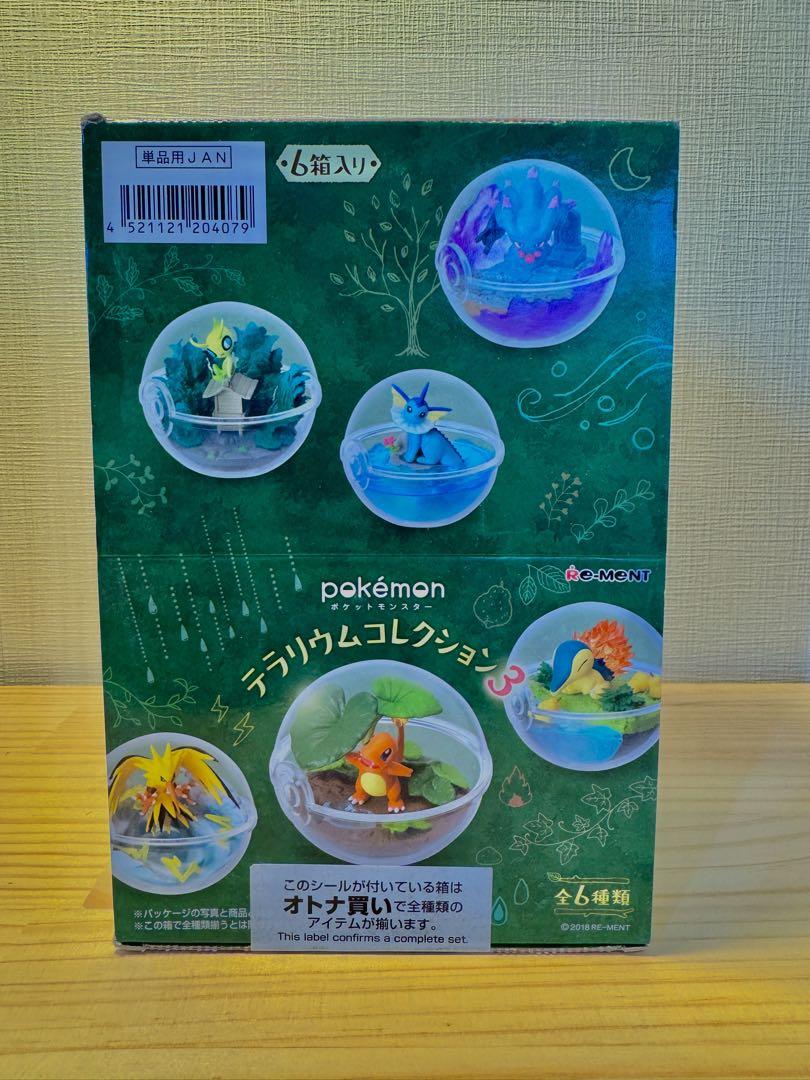 単品用JAN
4 521121 204079
6箱入り
Re-MENT
pokémon
ポケットモンスター
テラリウムコレクション3
※パッケージの写真と商品
※この箱で全種類揃うとは
このシールが付いている箱は
オトナ買いで全種類の
アイテムが揃います。
This label confirms a complete set.
全6種類
©2018 RE-MENT